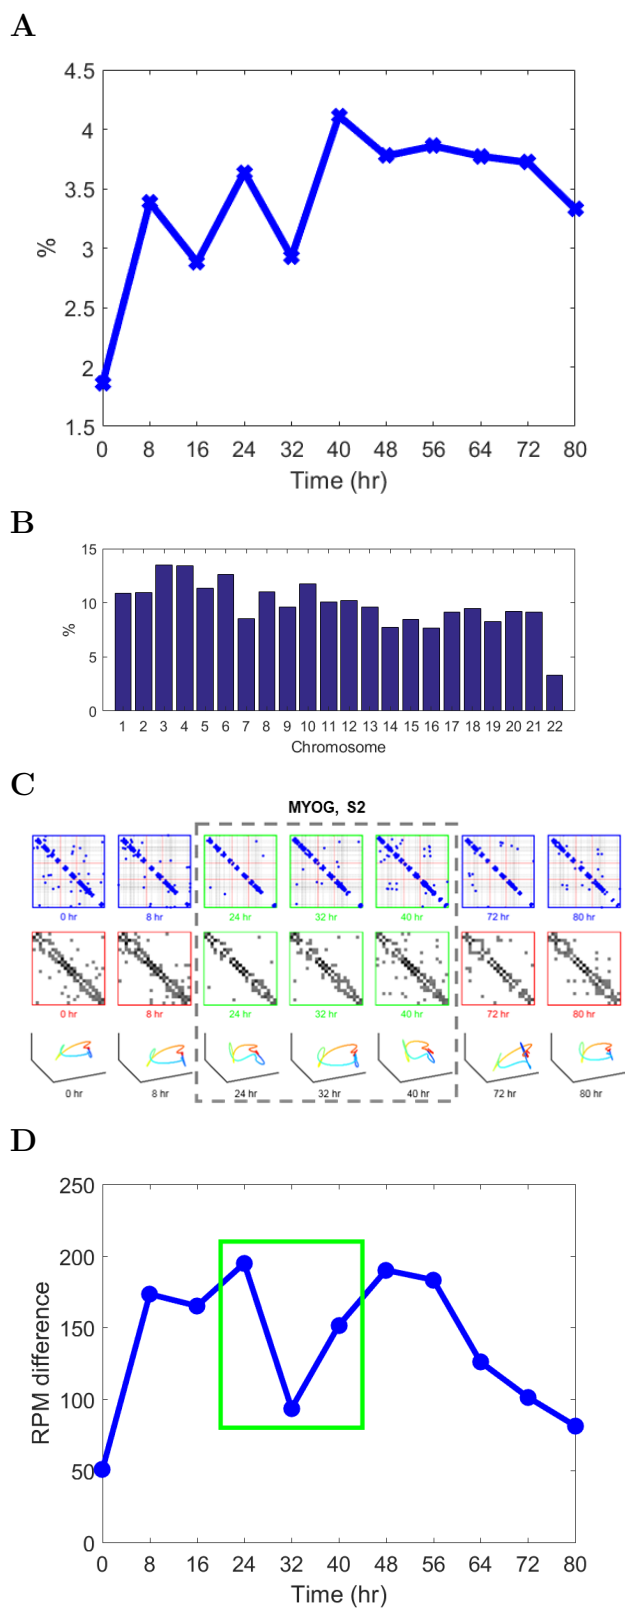 A
4.5
4
3.5
3
2.5
2
1.5
%
0 8 16 24 32 40 48 56 64 72 80
Time (hr)
B
15
10
5
0
%
1 2 3 4 5 6 7 8 9 10 11 12 13 14 15 16 17 18 19 20 21 22
Chromosome
C
MYOG, S2
0 hr 8 hr 24 hr 32 hr 40 hr 72 hr 80 hr
0 hr 8 hr 24 hr 32 hr 40 hr 72 hr 80 hr
0 hr 8 hr 24 hr 32 hr 40 hr 72 hr 80 hr
D
250
200
150
100
50
0
RPM difference
0 8 16 24 32 40 48 56 64 72 80
Time (hr)